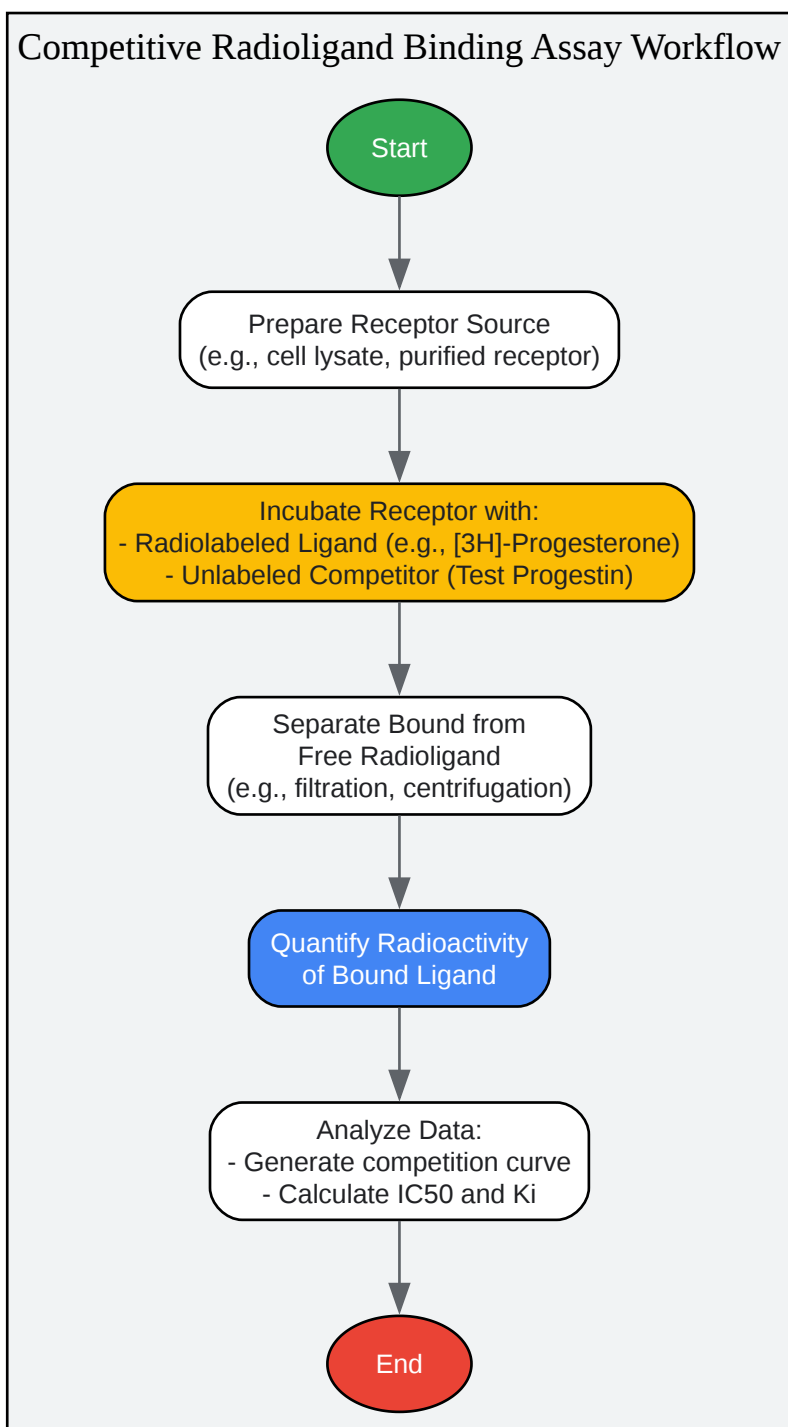 Competitive Radioligand Binding Assay Workflow
Start
Prepare Receptor Source
(e.g., cell lysate, purified receptor)
Incubate Receptor with:
- Radiolabeled Ligand (e.g., [3H]-Progesterone)
- Unlabeled Competitor (Test Progestin)
Separate Bound from
Free Radioligand
(e.g., filtration, centrifugation)
Quantify Radioactivity
of Bound Ligand
Analyze Data:
- Generate competition curve
- Calculate IC50 and Ki
End